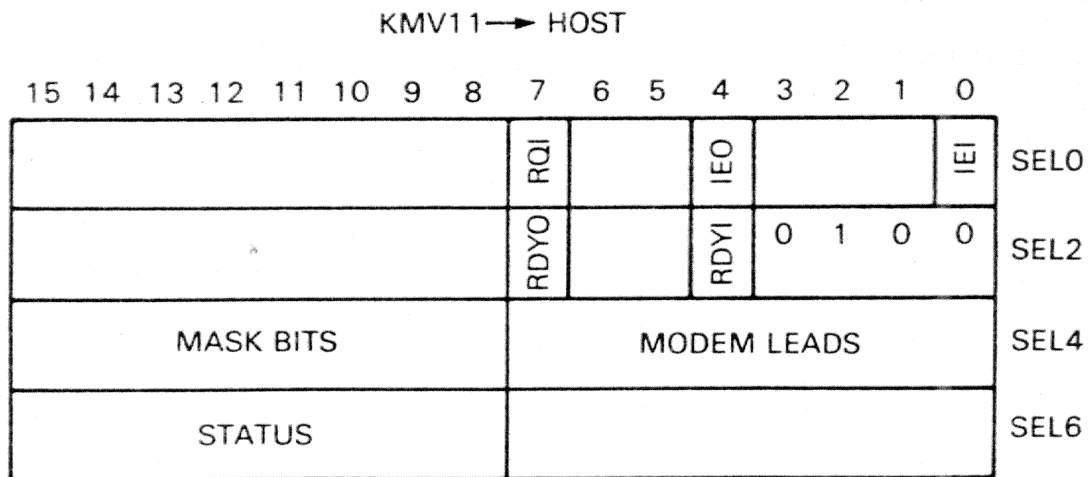 KMV11→ HOST
15 14 13 12 11 10 9 8 7 6 5 4 3 2 1 0
RQI IEO IEI SEL0
RDYO RDYI 0 1 0 0 SEL2
MASK BITS MODEM LEADS SEL4
STATUS SEL6